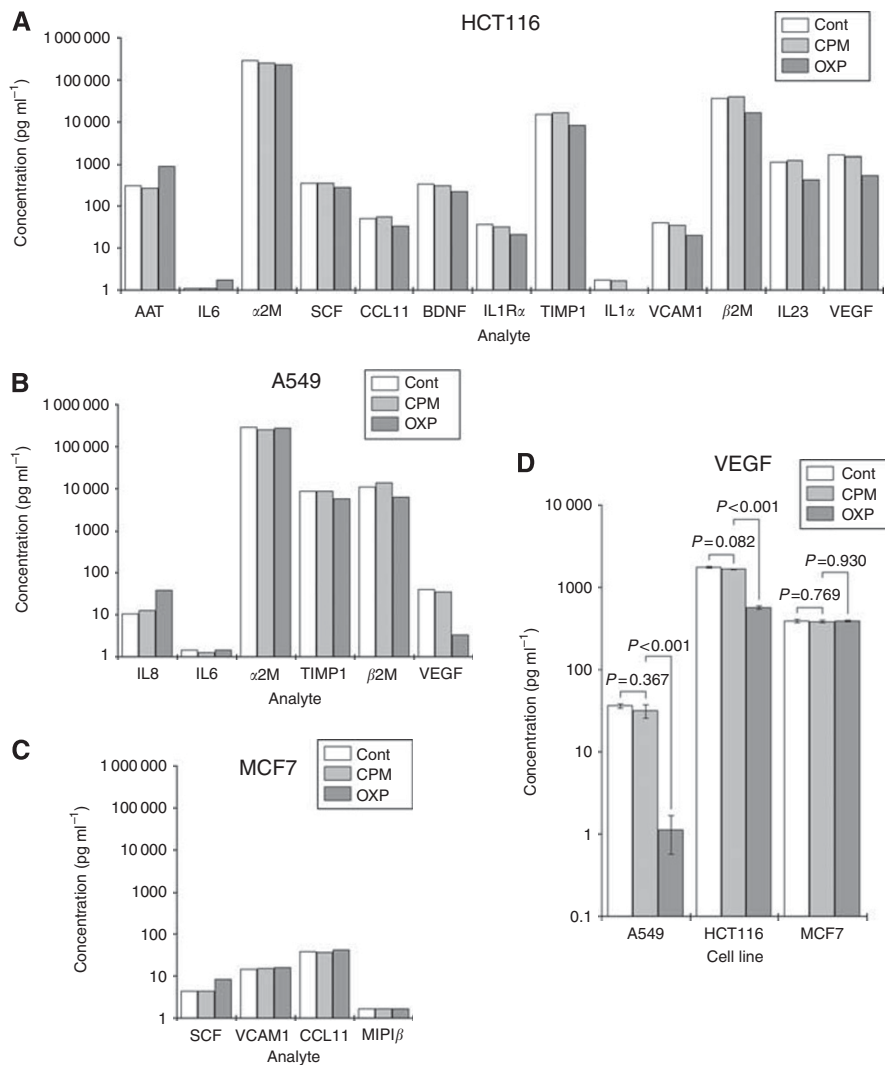 A
HCT116
Cont
CPM
OXP
Concentration (pg ml⁻¹)
1 000 000
100 000
10 000
1000
100
10
1
AAT IL6 α2M SCF CCL11 BDNF IL1Rα TIMP1 IL1α VCAM1 β2M IL23 VEGF
Analyte
B
A549
Cont
CPM
OXP
Concentration (pg ml⁻¹)
1 000 000
100 000
10 000
1000
100
10
1
IL8 IL6 α2M TIMP1 β2M VEGF
Analyte
C
MCF7
Cont
CPM
OXP
Concentration (pg ml⁻¹)
1 000 000
100 000
10 000
1000
100
10
1
SCF VCAM1 CCL11 MIPIβ
Analyte
D
VEGF
Cont
CPM
OXP
Concentration (pg ml⁻¹)
10 000
1000
100
10
1
0.1
P=0.367
P<0.001
P=0.082
P<0.001
P=0.769
P=0.930
A549 HCT116 MCF7
Cell line